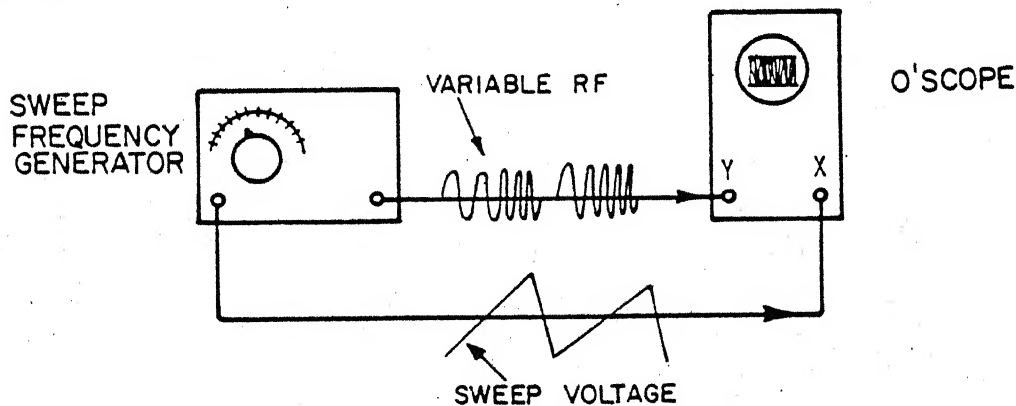 VARIABLE RF
O'SCOPE
SWEEP
FREQUENCY
GENERATOR
Y X
SWEEP VOLTAGE